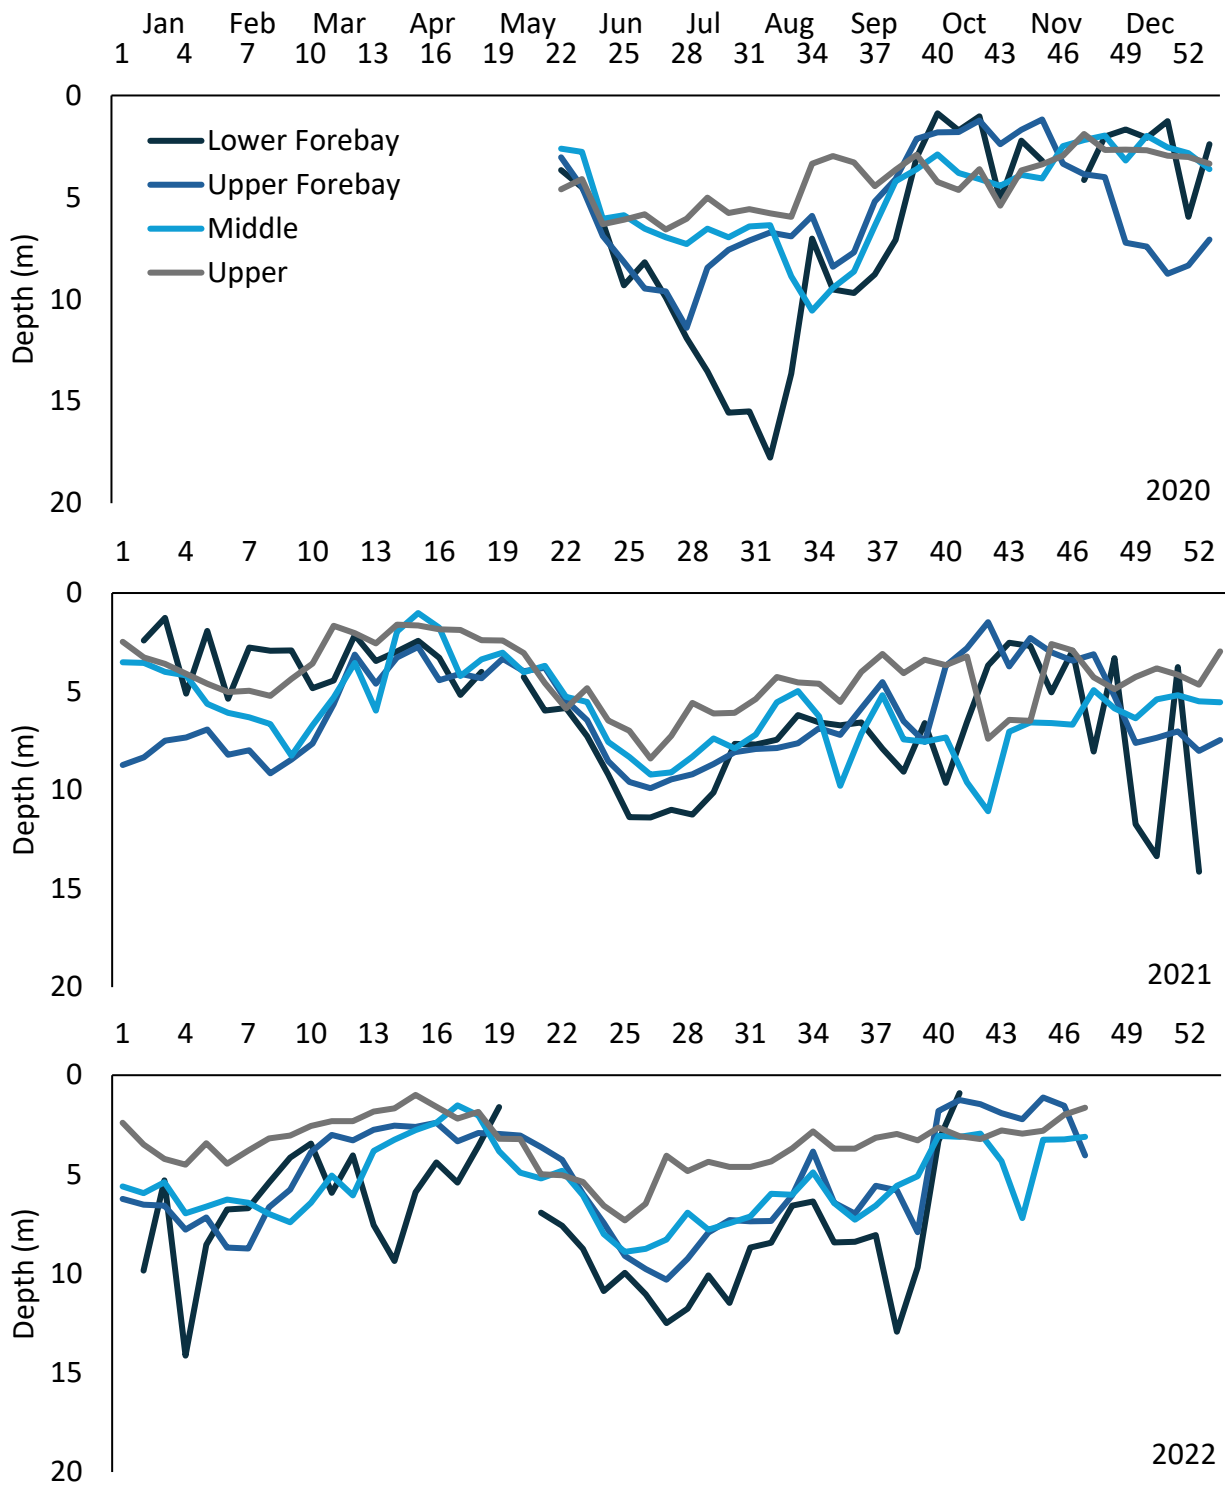 Jan Feb Mar Apr May Jun Jul Aug Sep Oct Nov Dec
1 4 7 10 13 16 19 22 25 28 31 34 37 40 43 46 49 52
0
5
10
15
20
Depth (m)
Lower Forebay
Upper Forebay
Middle
Upper
2020
1 4 7 10 13 16 19 22 25 28 31 34 37 40 43 46 49 52
0
5
10
15
20
Depth (m)
2021
1 4 7 10 13 16 19 22 25 28 31 34 37 40 43 46 49 52
0
5
10
15
20
Depth (m)
2022